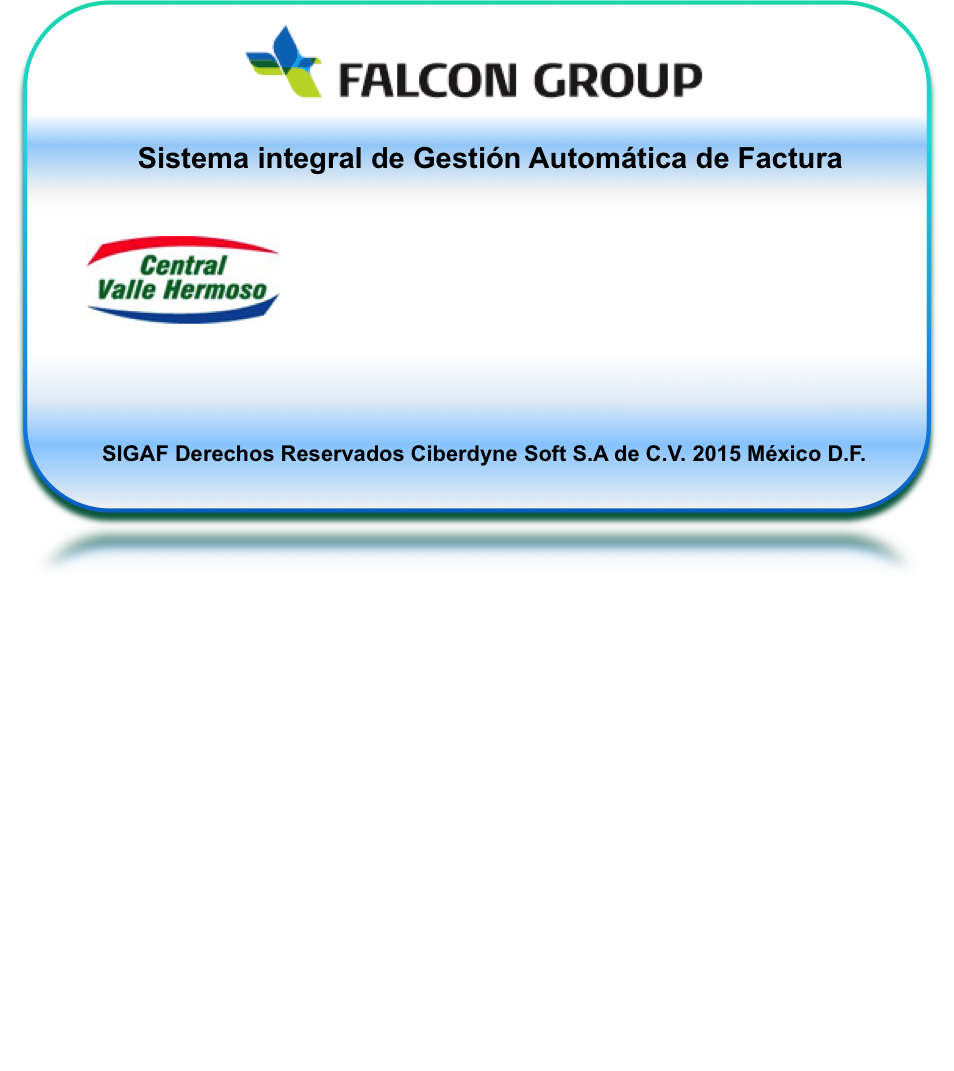 FALCON GROUP
Sistema integral de Gestión Automática de Factura
Central
Valle Hermoso
SIGAF Derechos Reservados Ciberdyne Soft S.A de C.V. 2015 México D.F.